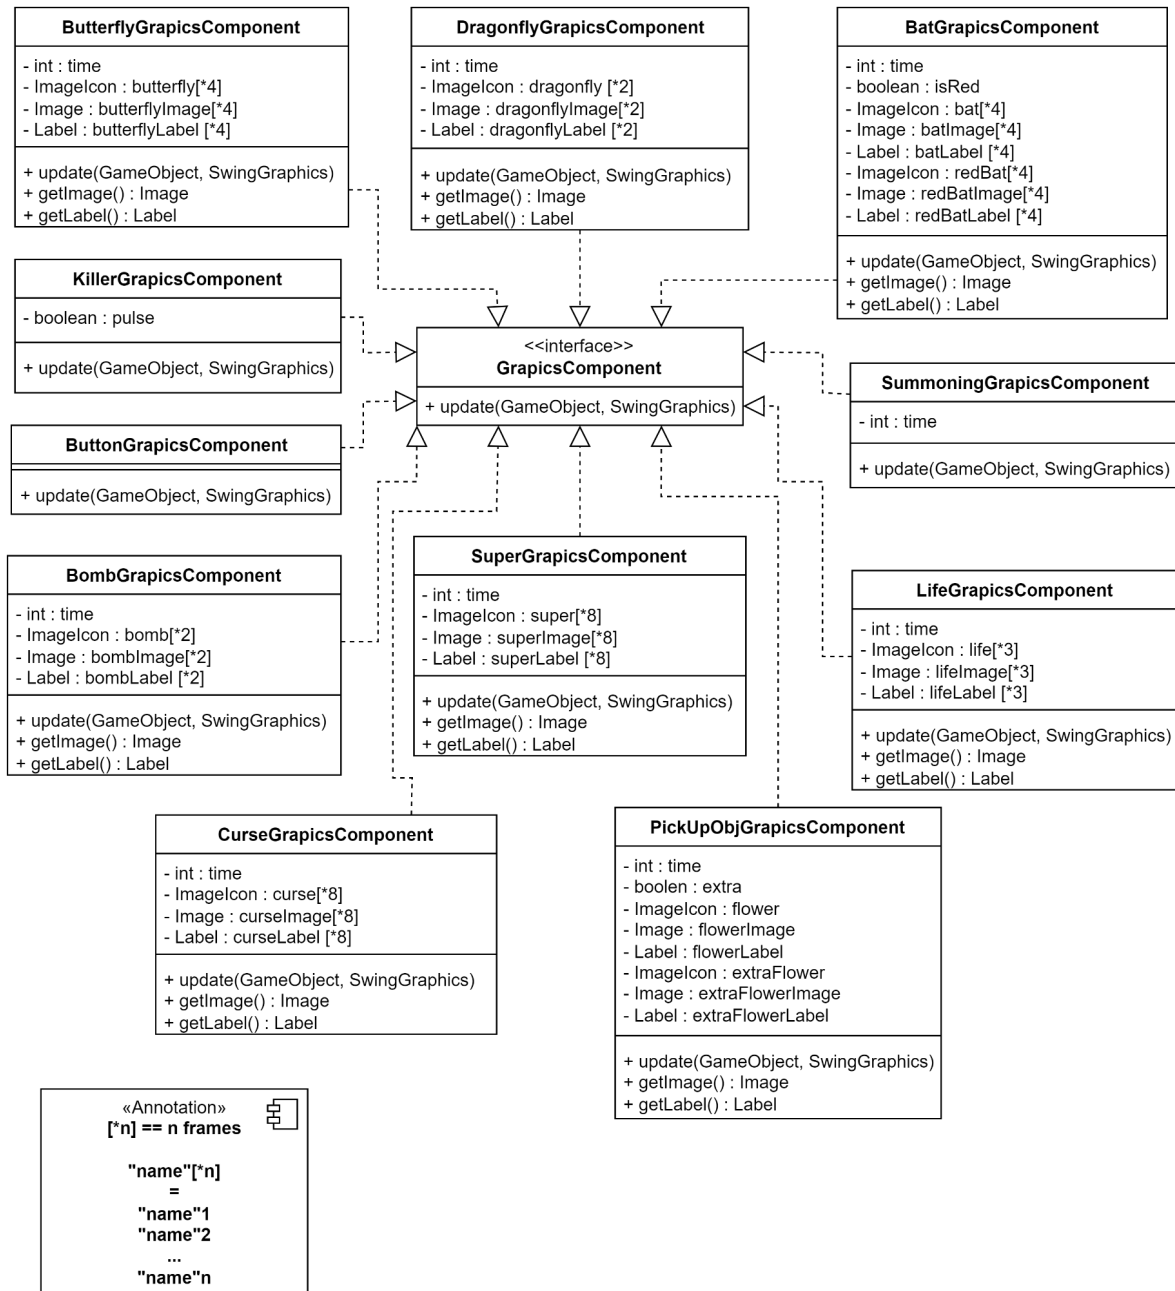 ButterflyGrapicsComponent
- int : time
- ImageIcon : butterfly[*4]
- Image : butterflyImage[*4]
- Label : butterflyLabel [*4]
+ update(GameObject, SwingGraphics)
+ getImage() : Image
+ getLabel() : Label
DragonflyGrapicsComponent
- int : time
- ImageIcon : dragonfly [*2]
- Image : dragonflyImage[*2]
- Label : dragonflyLabel [*2]
+ update(GameObject, SwingGraphics)
+ getImage() : Image
+ getLabel() : Label
BatGrapicsComponent
- int : time
- boolean : isRed
- ImageIcon : bat[*4]
- Image : batImage[*4]
- Label : batLabel [*4]
- ImageIcon : redBat[*4]
- Image : redBatImage[*4]
- Label : redBatLabel [*4]
+ update(GameObject, SwingGraphics)
+ getImage() : Image
+ getLabel() : Label
KillerGrapicsComponent
- boolean : pulse
+ update(GameObject, SwingGraphics)
<<interface>>
GrapicsComponent
+ update(GameObject, SwingGraphics)
SummoningGrapicsComponent
- int : time
+ update(GameObject, SwingGraphics)
ButtonGrapicsComponent
+ update(GameObject, SwingGraphics)
BombGrapicsComponent
- int : time
- ImageIcon : bomb[*2]
- Image : bombImage[*2]
- Label : bombLabel [*2]
+ update(GameObject, SwingGraphics)
+ getImage() : Image
+ getLabel() : Label
SuperGrapicsComponent
- int : time
- ImageIcon : super[*8]
- Image : superImage[*8]
- Label : superLabel [*8]
+ update(GameObject, SwingGraphics)
+ getImage() : Image
+ getLabel() : Label
LifeGrapicsComponent
- int : time
- ImageIcon : life[*3]
- Image : lifeImage[*3]
- Label : lifeLabel [*3]
+ update(GameObject, SwingGraphics)
+ getImage() : Image
+ getLabel() : Label
CurseGrapicsComponent
- int : time
- ImageIcon : curse[*8]
- Image : curseImage[*8]
- Label : curseLabel [*8]
+ update(GameObject, SwingGraphics)
+ getImage() : Image
+ getLabel() : Label
PickUpObjGrapicsComponent
- int : time
- boolen : extra
- ImageIcon : flower
- Image : flowerImage
- Label : flowerLabel
- ImageIcon : extraFlower
- Image : extraFlowerImage
- Label : extraFlowerLabel
+ update(GameObject, SwingGraphics)
+ getImage() : Image
+ getLabel() : Label
«Annotation»
[*n] == n frames
"name"[*n]
=
"name"1
"name"2
...
"name"n